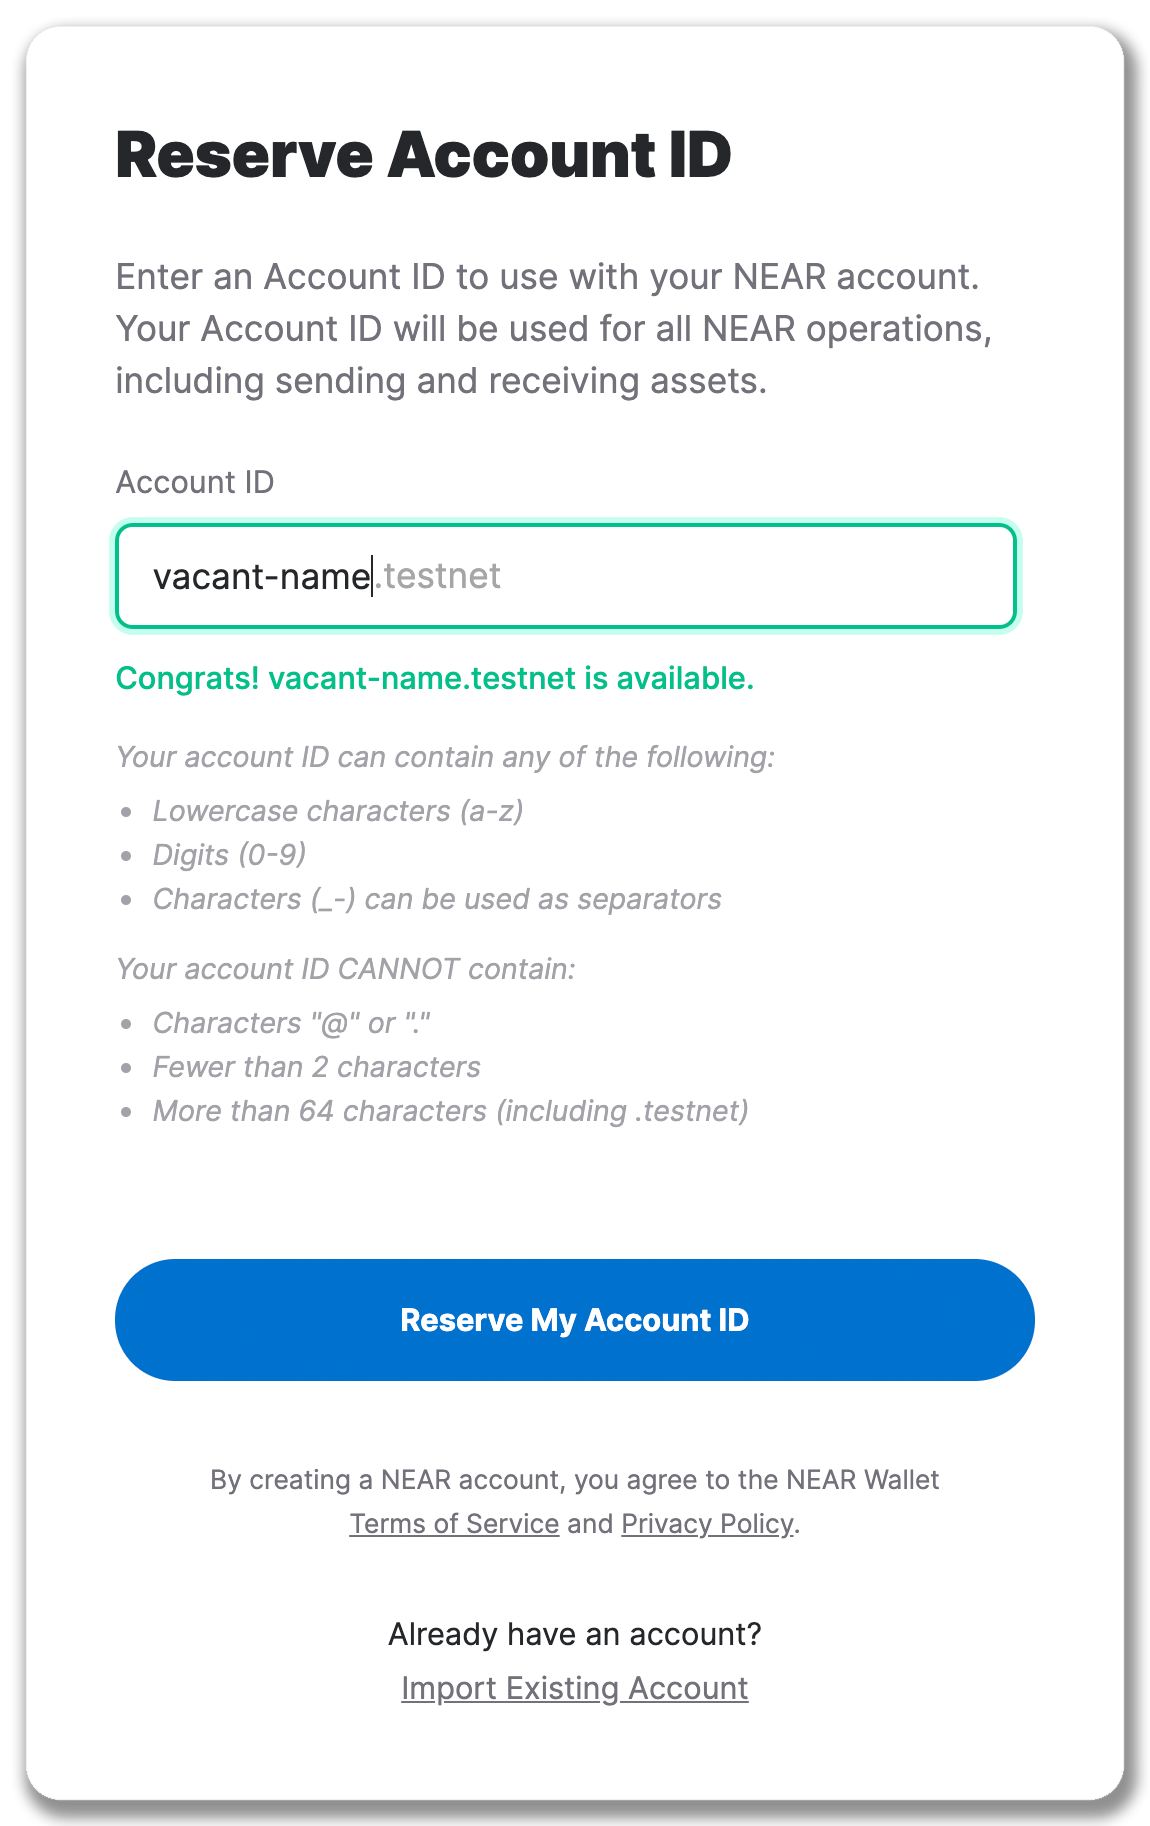 Reserve Account ID
Enter an Account ID to use with your NEAR account.
Your Account ID will be used for all NEAR operations,
including sending and receiving assets.
Account ID
vacant-name.testnet
Congrats! vacant-name.testnet is available.
Your account ID can contain any of the following:
• Lowercase characters (a-z)
• Digits (0-9)
• Characters (_-) can be used as separators
Your account ID CANNOT contain:
• Characters "@" or "."
• Fewer than 2 characters
• More than 64 characters (including .testnet)
Reserve My Account ID
By creating a NEAR account, you agree to the NEAR Wallet
Terms of Service and Privacy Policy.
Already have an account?
Import Existing Account